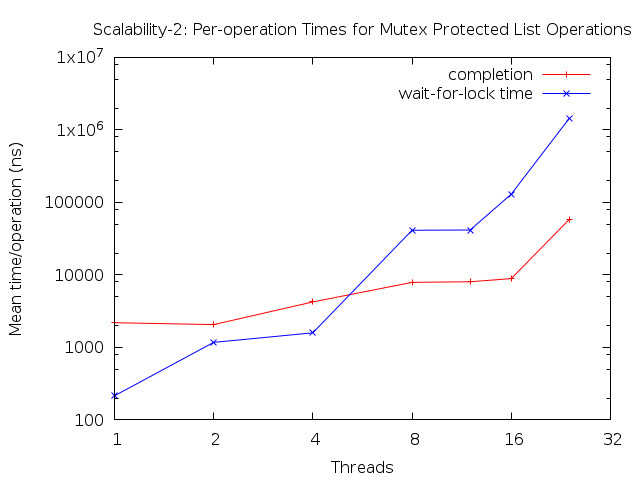 Scalability-2: Per-operation Times for Mutex Protected List Operations
completion
wait-for-lock time
Mean time/operation (ns)
1x10^7
1x10^6
100000
10000
1000
100
1 2 4 8 16 32
Threads